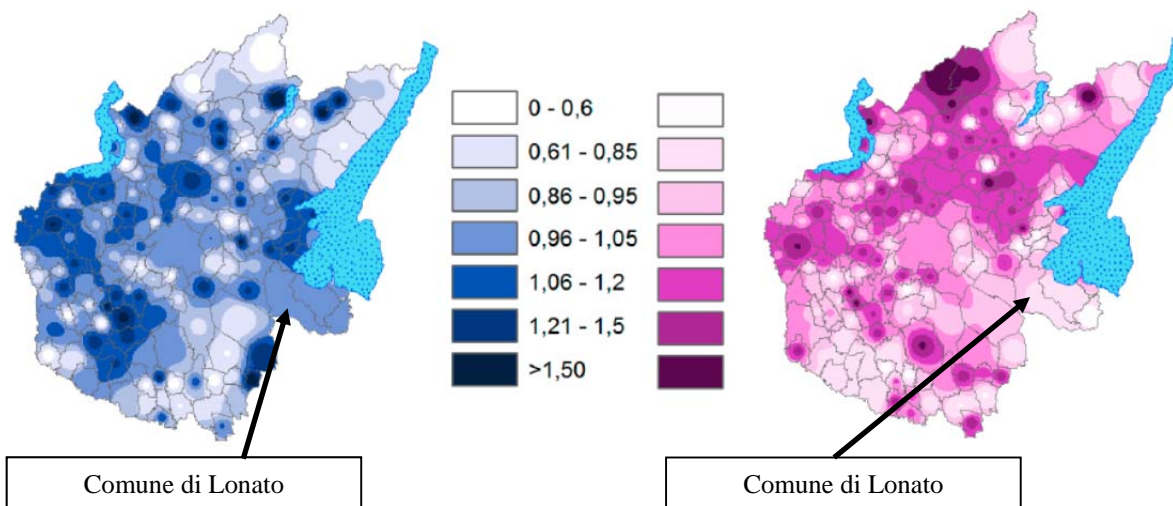 0 - 0,6
0,61 - 0,85
0,86 - 0,95
0,96 - 1,05
1,06 - 1,2
1,21 - 1,5
>1,50
Comune di Lonato
Comune di Lonato